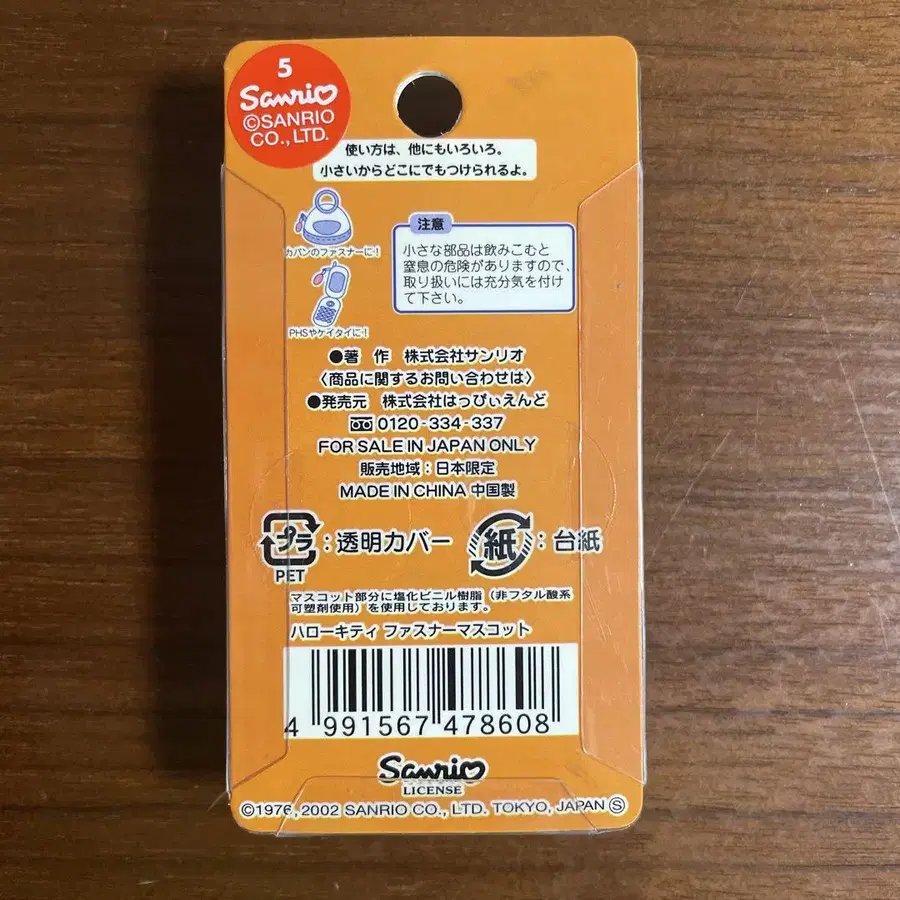 5
Sanrio
©SANRIO
CO., LTD.
使い方は、他にもいろいろ。
小さいからどこにでもつけられるよ。
カバンのファスナーに!
PHSやケイタイに!
注意
小さな部品は飲みこむと
窒息の危険がありますので、
取り扱いには充分気を付け
て下さい。
●著 作 株式会社サンリオ
〈商品に関するお問い合わせは〉
●発売元 株式会社はっぴぃえんど
0120-334-337
FOR SALE IN JAPAN ONLY
販売地域:日本限定
MADE IN CHINA 中国製
プラ:透明カバー 紙:台紙
PET
マスコット部分に塩化ビニル樹脂(非フタル酸系
可塑剤使用)を使用しております。
ハローキティ ファスナーマスコット
4 991567 478608
Sanrio
LICENSE
©1976, 2002 SANRIO CO., LTD. TOKYO, JAPAN Ⓢ